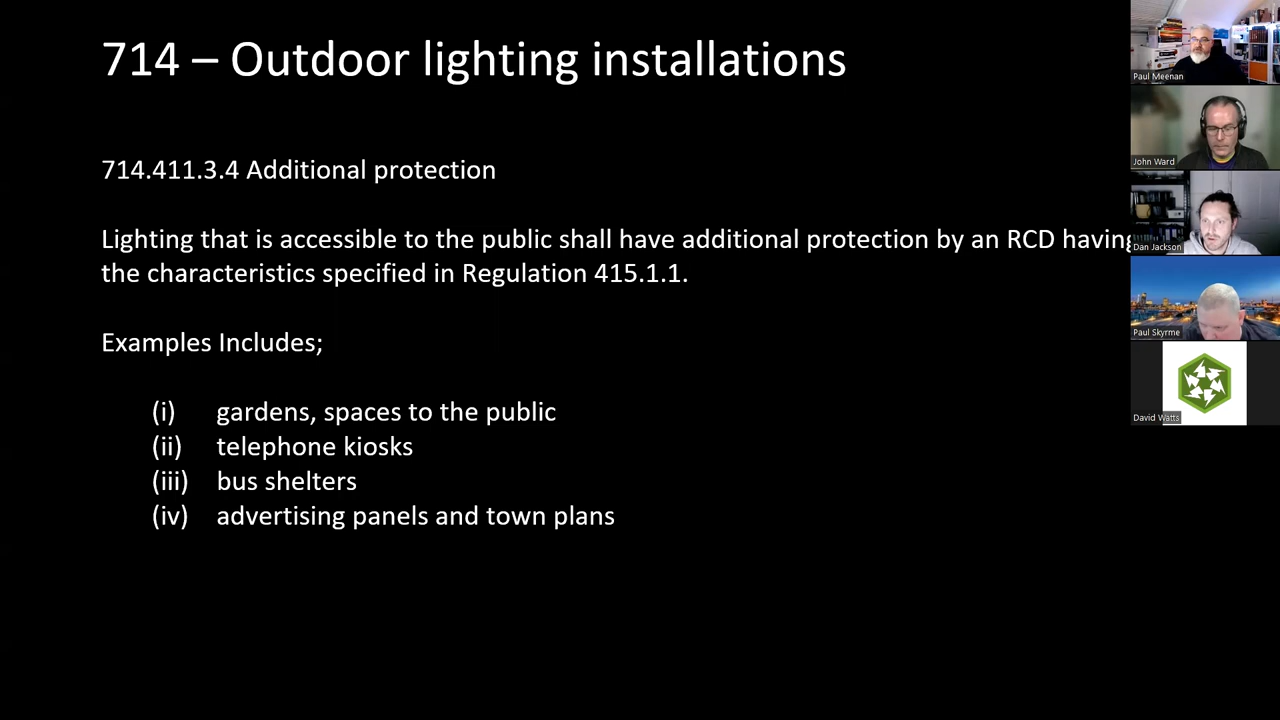 714 – Outdoor lighting installations
714.411.3.4 Additional protection
Lighting that is accessible to the public shall have additional protection by an RCD having
the characteristics specified in Regulation 415.1.1.
Examples Includes;
(i) gardens, spaces to the public
(ii) telephone kiosks
(iii) bus shelters
(iv) advertising panels and town plans
Paul Meenan
John Ward
Dan Jackson
Paul Skyrme
David Watts